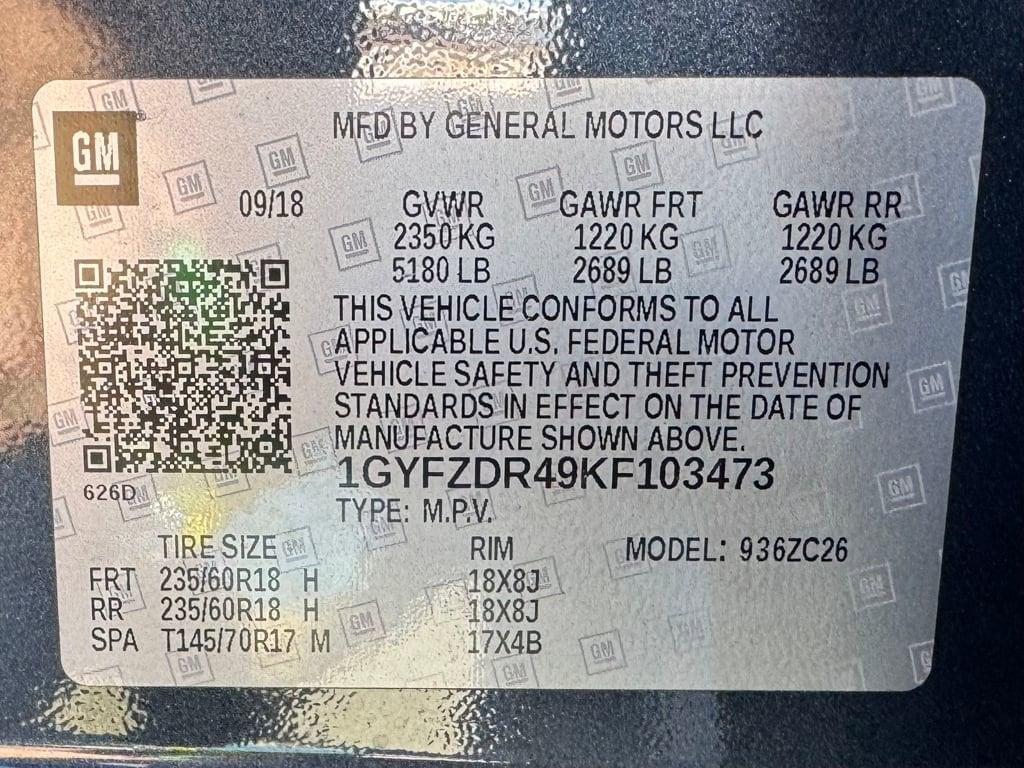 GM
MFD BY GENERAL MOTORS LLC
09/18 GVWR GAWR FRT GAWR RR
2350KG 1220 KG 1220 KG
5180 LB 2689 LB 2689 LB
THIS VEHICLE CONFORMS TO ALL
APPLICABLE U.S. FEDERAL MOTOR
VEHICLE SAFETY AND THEFT PREVENTION
STANDARDS IN EFFECT ON THE DATE OF
MANUFACTURE SHOWN ABOVE.
626D
1GYFZDR49KF103473
TYPE: M.P.V.
TIRE SIZE RIM MODEL: 936ZC26
FRT 235/60R18 H 18X8J
RR 235/60R18 H 18X8J
SPA T145/70R17 M 17X4B